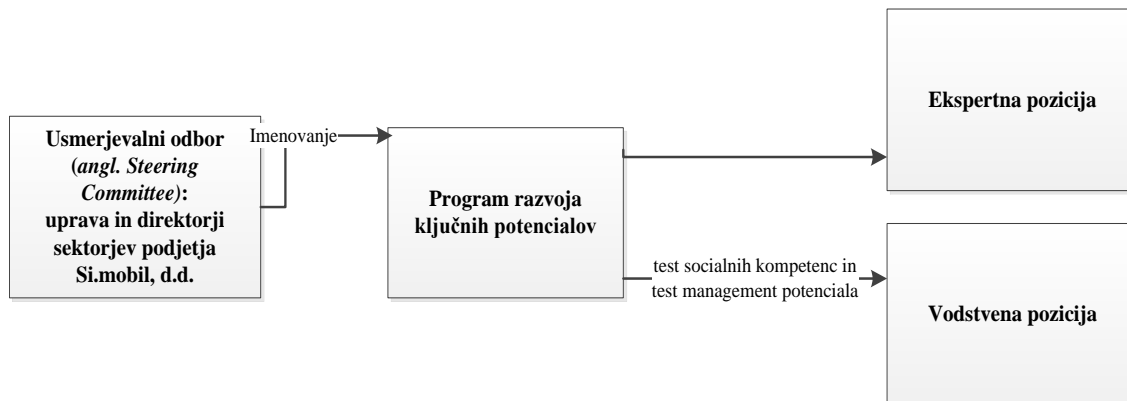 Usmerjevalni odbor
(angl. Steering
Committee):
uprava in direktorji
sektorjev podjetja
Si.mobil, d.d.
Imenovanje
Program razvoja
ključnih potencialov
Ekspertna pozicija
test socialnih kompetenc in
test management potenciala
Vodstvena pozicija